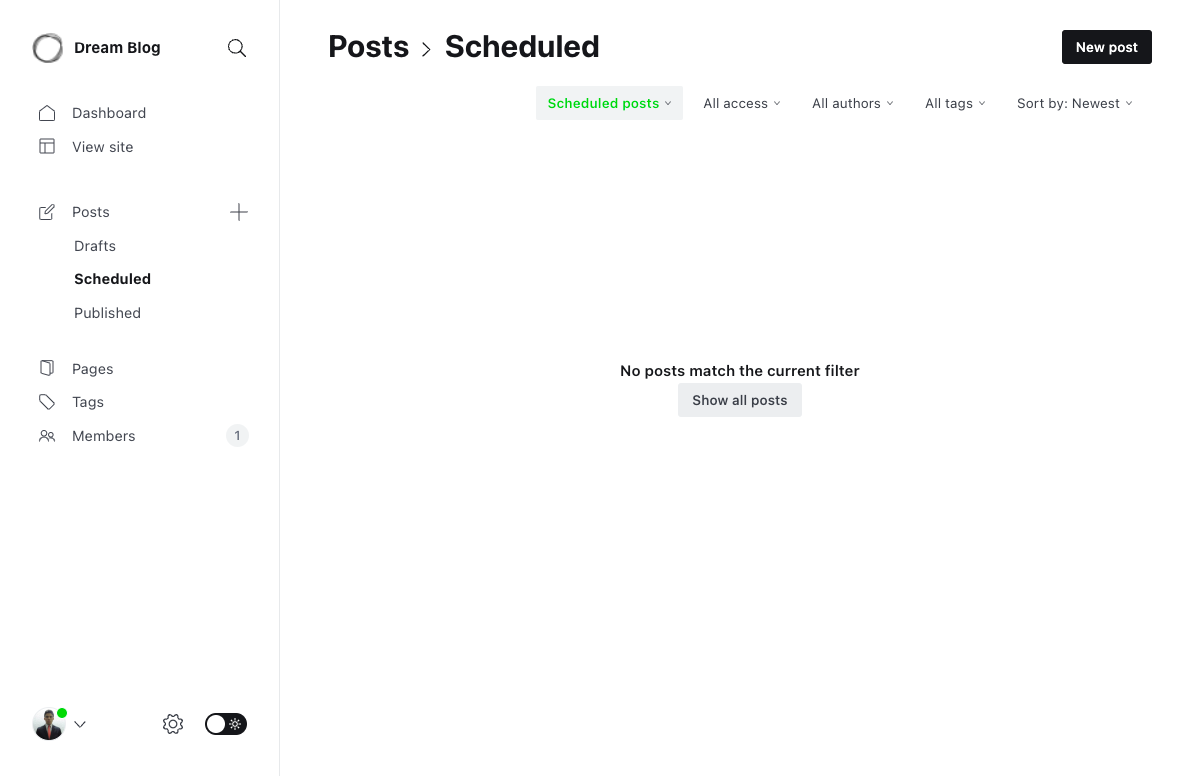 Dream Blog
Dashboard
View site
Posts
Drafts
Scheduled
Published
Pages
Tags
Members 1
Posts > Scheduled
New post
Scheduled posts All access All authors All tags Sort by: Newest
No posts match the current filter
Show all posts